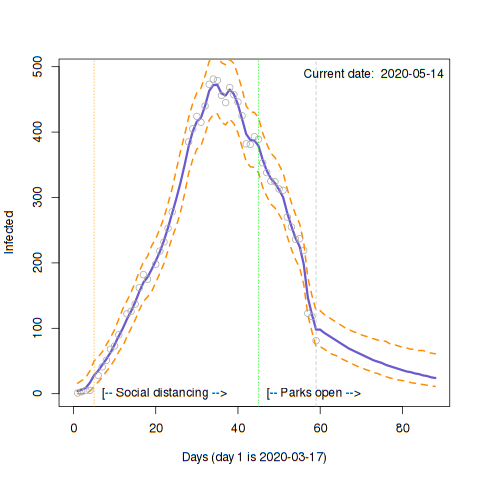 Current date:  2020-05-14
500
400
300
200
100
0
Infected
[-- Social distancing -->
[-- Parks open -->
0
20
40
60
80
Days (day 1 is 2020-03-17)